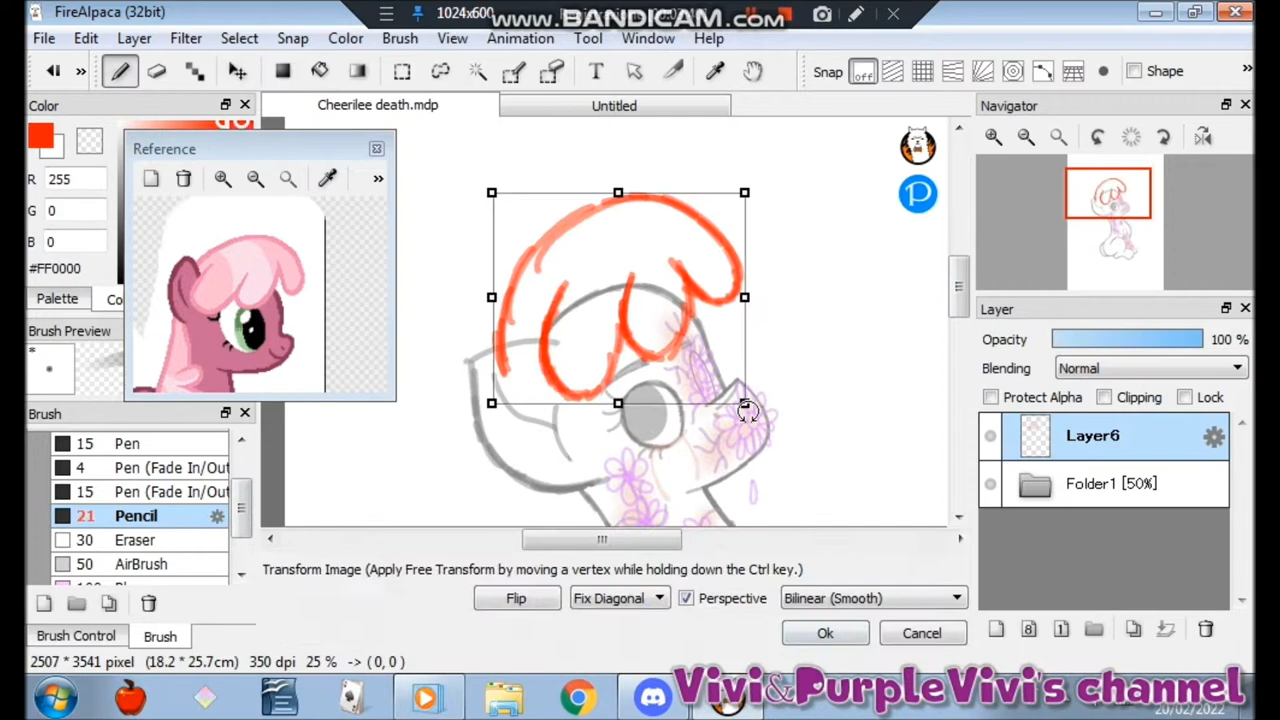 FireAlpaca (32bit)
1024x600
WWW.BANDICAM.COM
File Edit Layer Filter Select Snap Color Brush View Animation Tool Window Help
Snap off Shape
Color
Cheerilee death.mdp
Untitled
Navigator
Reference
R 255
G 0
B 0
#FF0000
Palette
Brush Preview
Layer
Opacity 100 %
Blending Normal
Protect Alpha Clipping Lock
Layer6
Folder1 [50%]
Brush
15 Pen
4 Pen (Fade In/Out
15 Pen (Fade In/Out
21 Pencil
30 Eraser
50 AirBrush
Transform Image (Apply Free Transform by moving a vertex while holding down the Ctrl key.)
Flip Fix Diagonal Perspective Bilinear (Smooth)
Ok Cancel
Brush Control Brush
2507 * 3541 pixel (18.2 * 25.7cm) 350 dpi 25 % -> ( 0, 0 )
Vivi&PurpleVivi's channel
20/02/2022